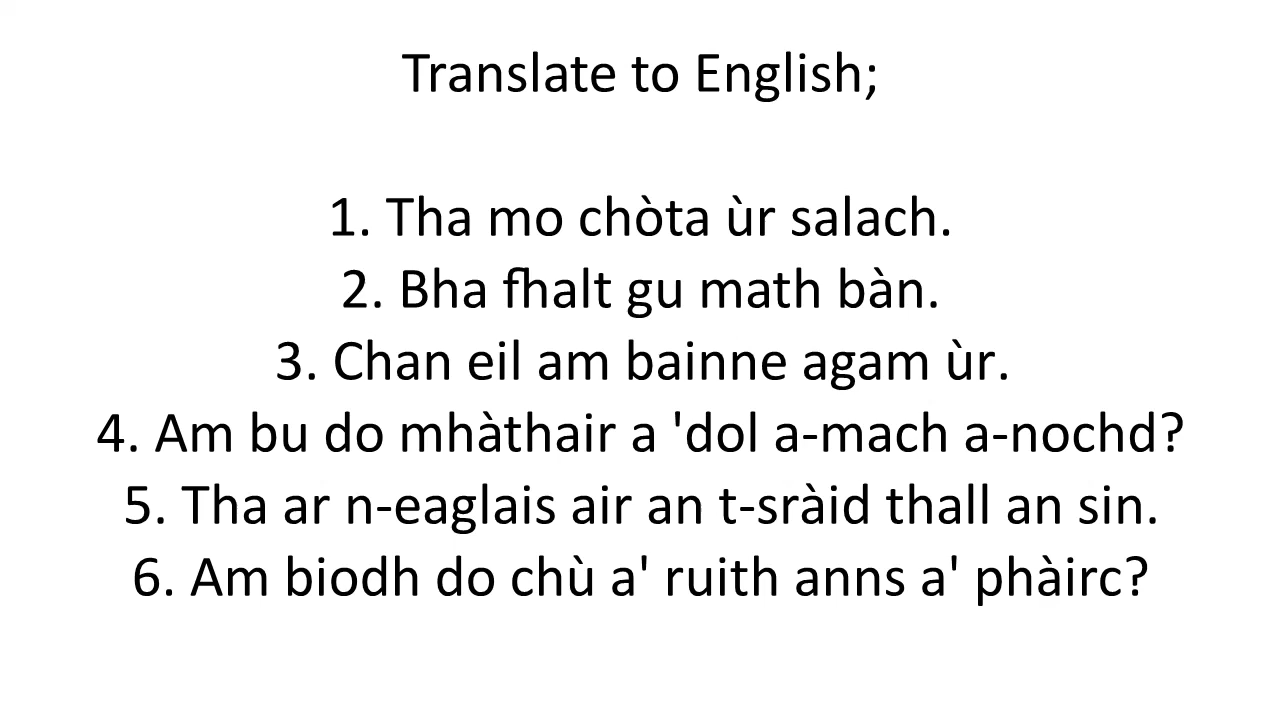 Translate to English;
1. Tha mo chòta ùr salach.
2. Bha fhalt gu math bàn.
3. Chan eil am bainne agam ùr.
4. Am bu do mhàthair a 'dol a-mach a-nochd?
5. Tha ar n-eaglais air an t-sràid thall an sin.
6. Am biodh do chù a' ruith anns a' phàirc?